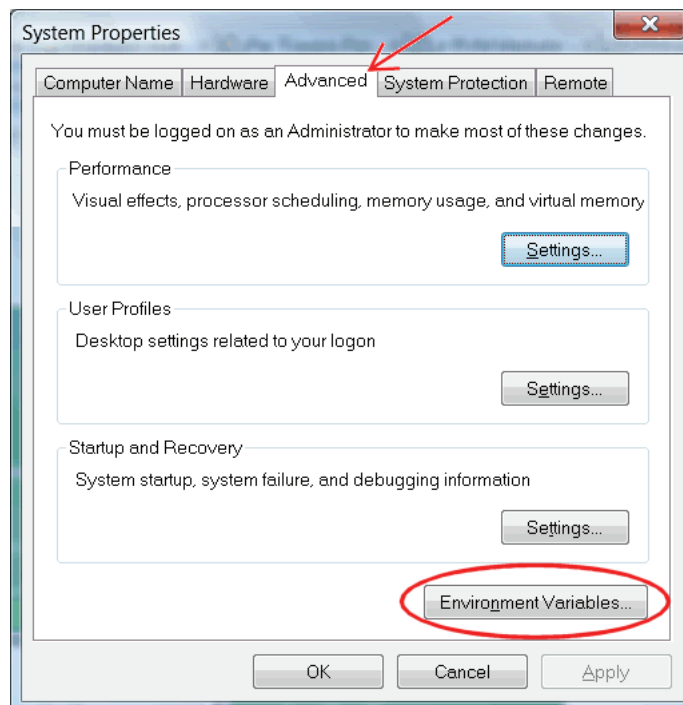 System Properties
Computer Name Hardware Advanced System Protection Remote
You must be logged on as an Administrator to make most of these changes.
Performance
Visual effects, processor scheduling, memory usage, and virtual memory
Settings...
User Profiles
Desktop settings related to your logon
Settings...
Startup and Recovery
System startup, system failure, and debugging information
Settings...
Environment Variables...
OK Cancel Apply